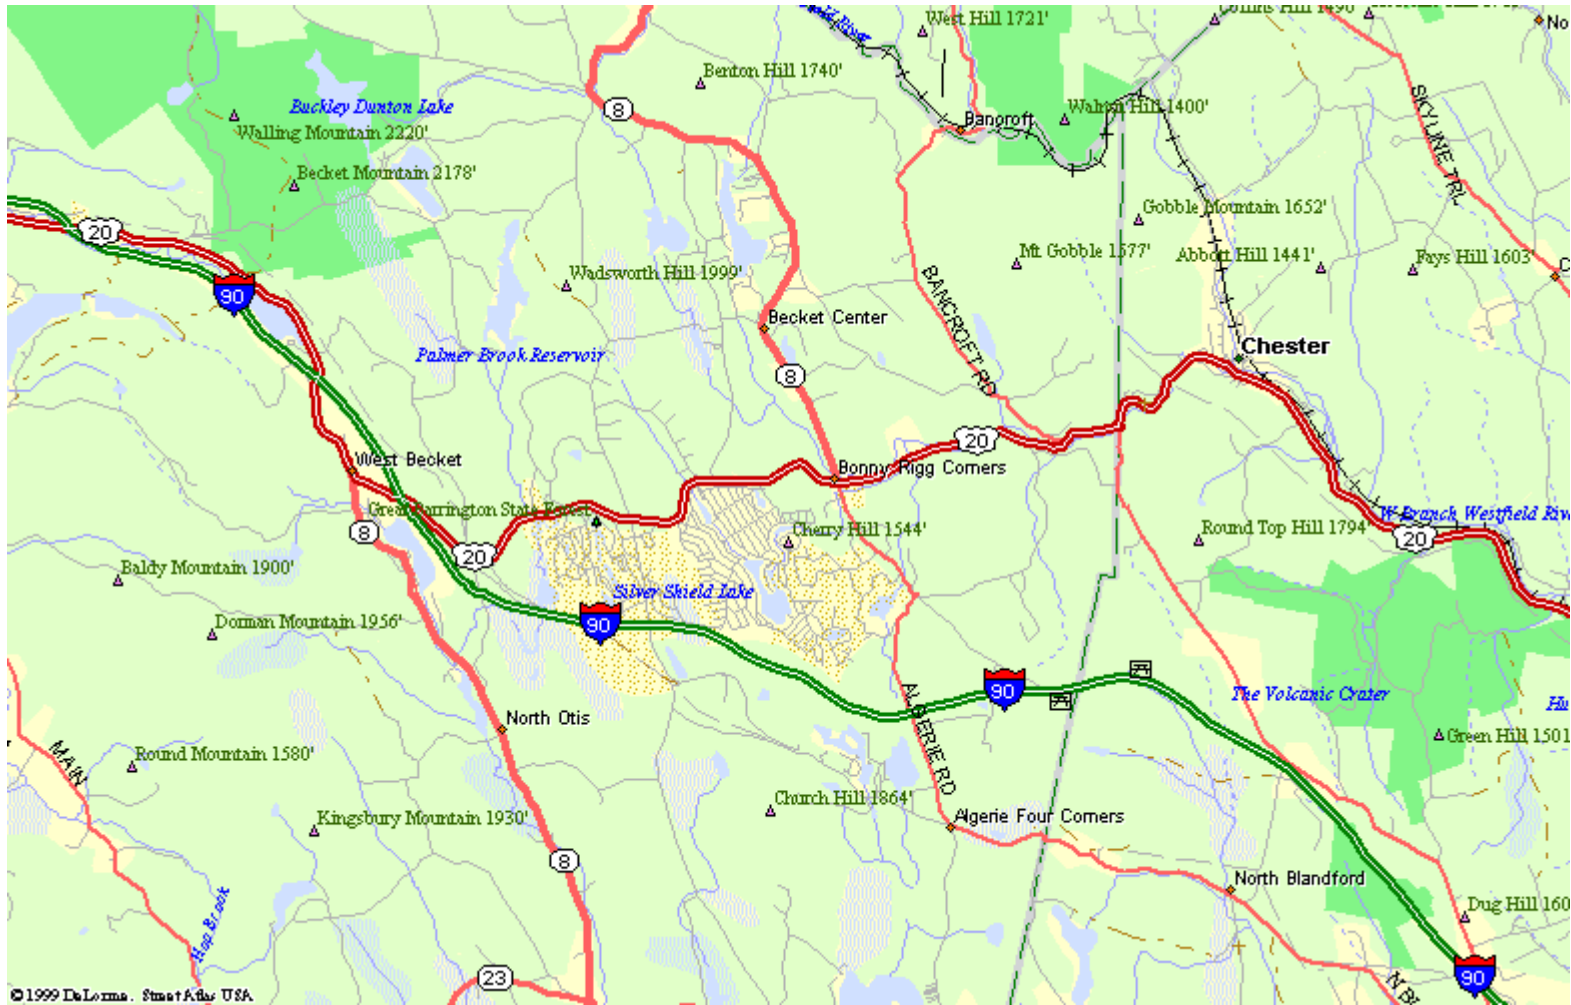 West Hill 1721'
No
Benton Hill 1740'
8
Buckley Dunton Lake
Walling Mountain 2220'
Walnut Hill 1400'
Bancroft
SKYLINE TRL
Becket Mountain 2178'
Gobble Mountain 1652'
20
Mt Gobble 1577'
Abbott Hill 1441'
Fays Hill 1603'
C
Wadsworth Hill 1999'
90
BANCROFT RD
Becket Center
Palmer Brook Reservoir
Chester
8
20
West Becket
Bonny Rigg Corners
Great Barrington State Forest
W Branch Westfield Riv
8
Cherry Hill 1544'
Round Top Hill 1794'
20
20
Baldy Mountain 1900'
Silver Shield Lake
Dorman Mountain 1956'
90
90
ALGERIE RD
The Volcanic Crater
Hu
North Otis
Green Hill 1501
MAIN
Round Mountain 1580'
Church Hill 1864'
Kingsbury Mountain 1930'
Algerie Four Corners
8
North Blandford
Hop Brook
Dug Hill 160
23
90
N BL
©1999 DeLorme. Street Atlas USA